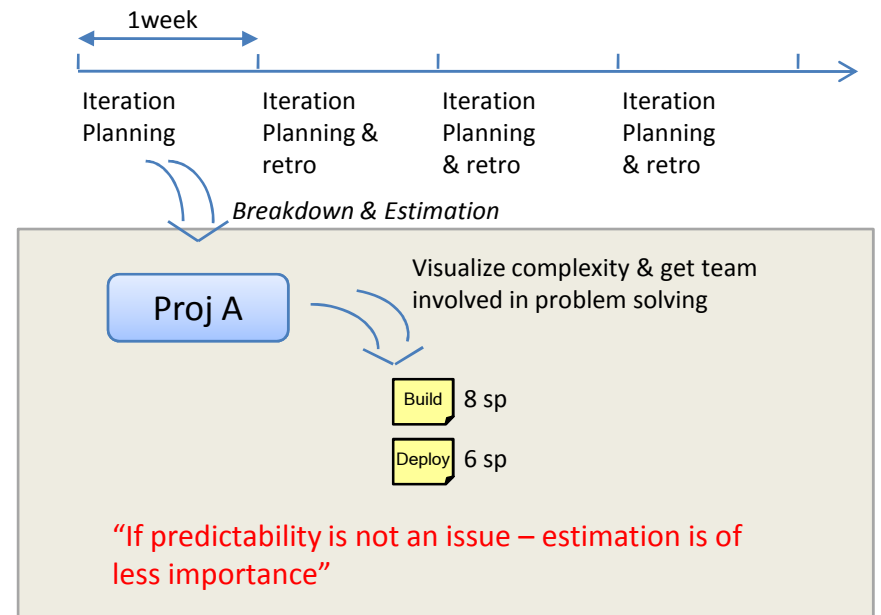 1week
Iteration
Planning
Iteration
Planning &
retro
Iteration
Planning
& retro
Iteration
Planning
& retro
Breakdown & Estimation
Visualize complexity & get team
involved in problem solving
Proj A
Build 8 sp
Deploy 6 sp
“If predictability is not an issue – estimation is of
less importance”